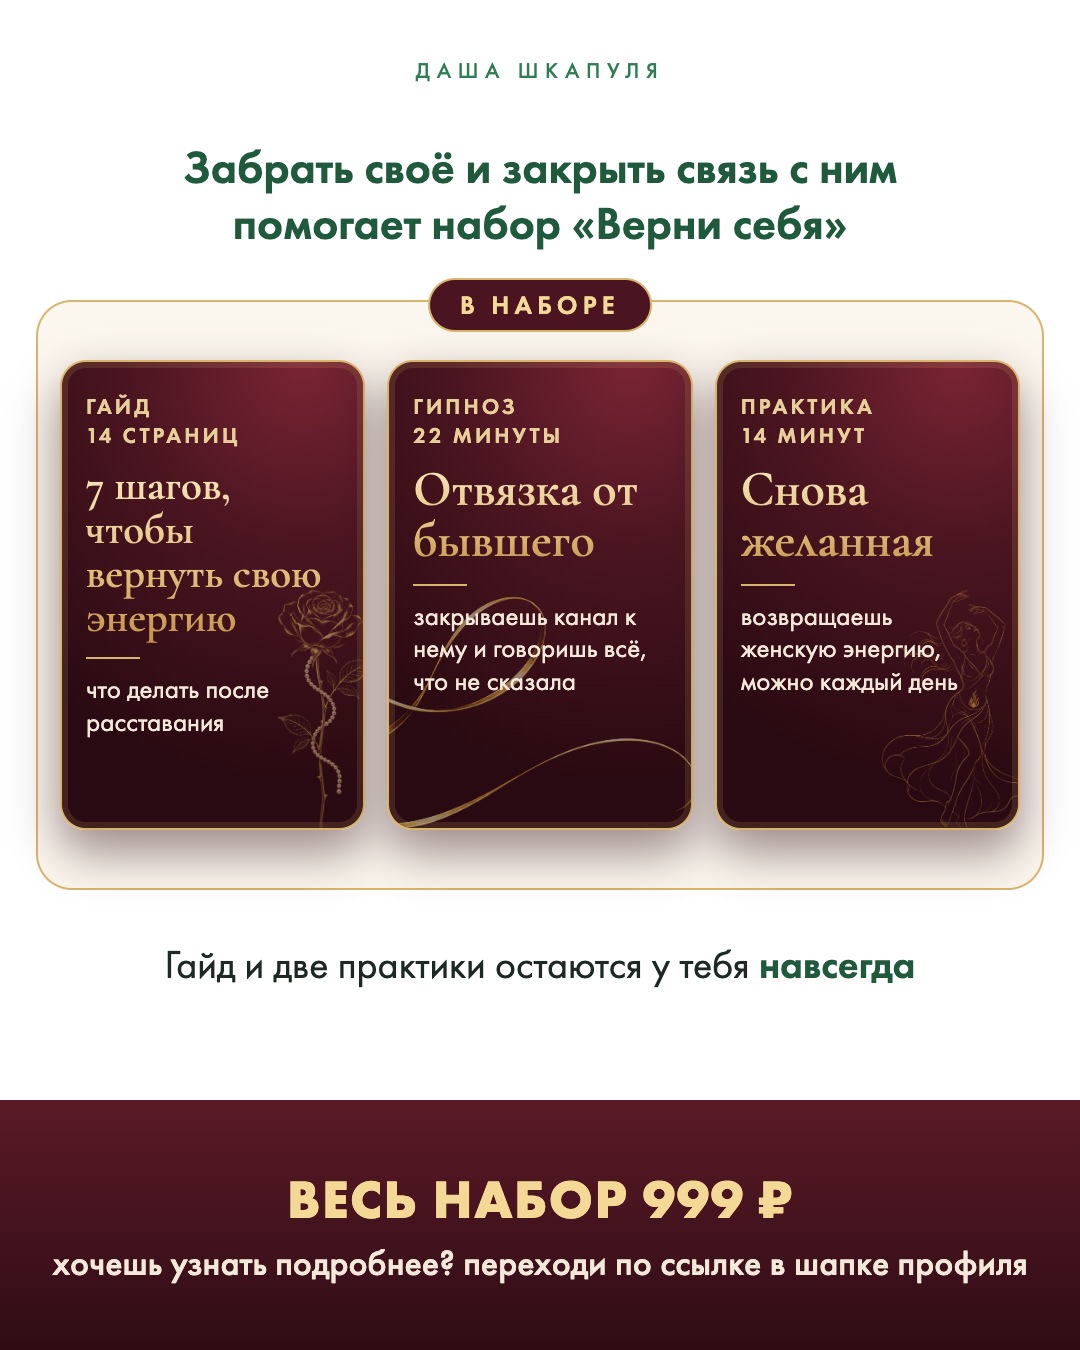 ДАША ШКАПУЛЯ
Забрать своё и закрыть связь с ним
помогает набор «Верни себя»
В НАБОРЕ
ГАЙД
14 СТРАНИЦ
7 шагов,
чтобы
вернуть свою
энергию
что делать после
расставания
ГИПНОЗ
22 МИНУТЫ
Отвязка от
бывшего
закрываешь канал к
нему и говоришь всё,
что не сказала
ПРАКТИКА
14 МИНУТ
Снова
желанная
возвращаешь
женскую энергию,
можно каждый день
Гайд и две практики остаются у тебя навсегда
ВЕСЬ НАБОР 999 ₽
хочешь узнать подробнее? переходи по ссылке в шапке профиля